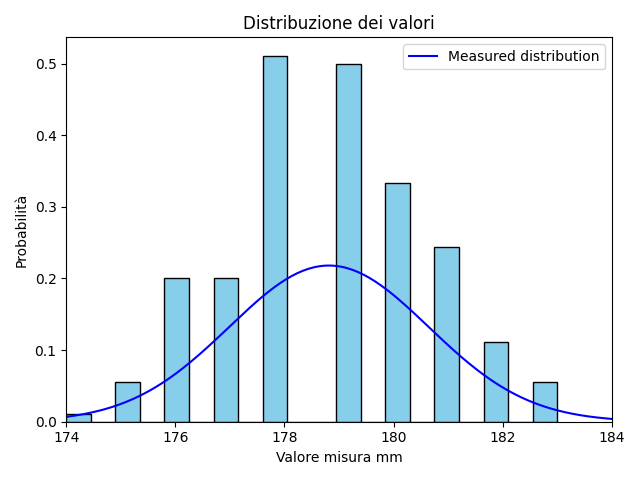 Distribuzione dei valori
Measured distribution
0.5
0.4
0.3
0.2
0.1
0.0
Probabilità
174 176 178 180 182 184
Valore misura mm